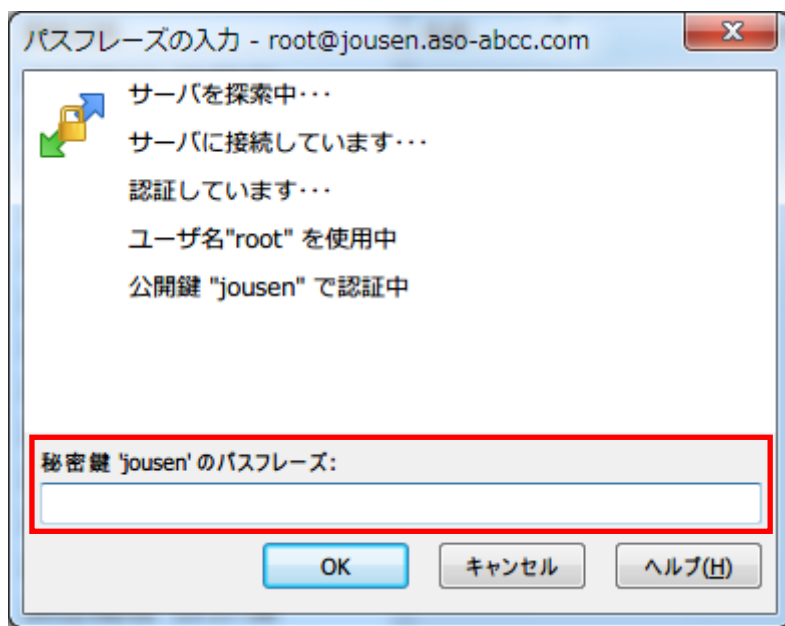 パスフレーズの入力 - root@jousen.aso-abcc.com
サーバを探索中･･･
サーバに接続しています･･･
認証しています･･･
ユーザ名"root" を使用中
公開鍵 "jousen" で認証中
秘密鍵 'jousen' のパスフレーズ:
OK キャンセル ヘルプ(H)